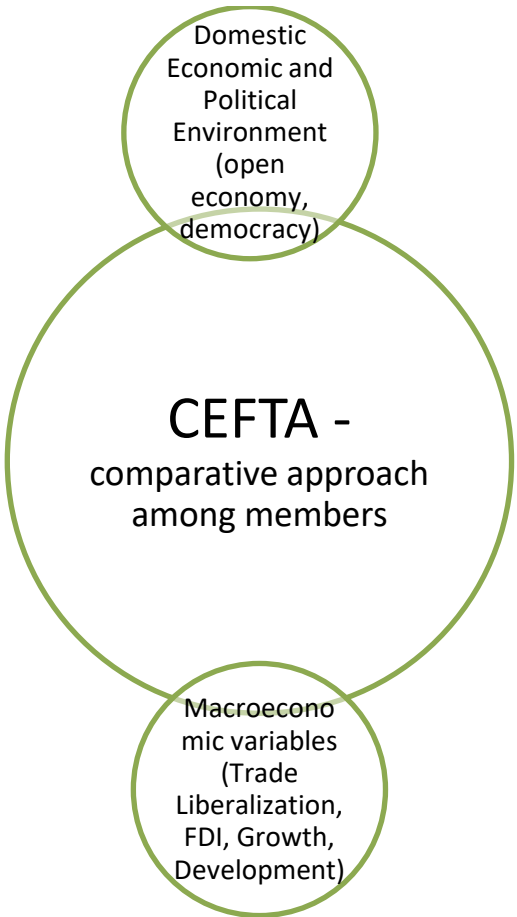 Domestic
Economic and
Political
Environment
(open
economy,
democracy)
CEFTA -
comparative approach
among members
Macroecono
mic variables
(Trade
Liberalization,
FDI, Growth,
Development)